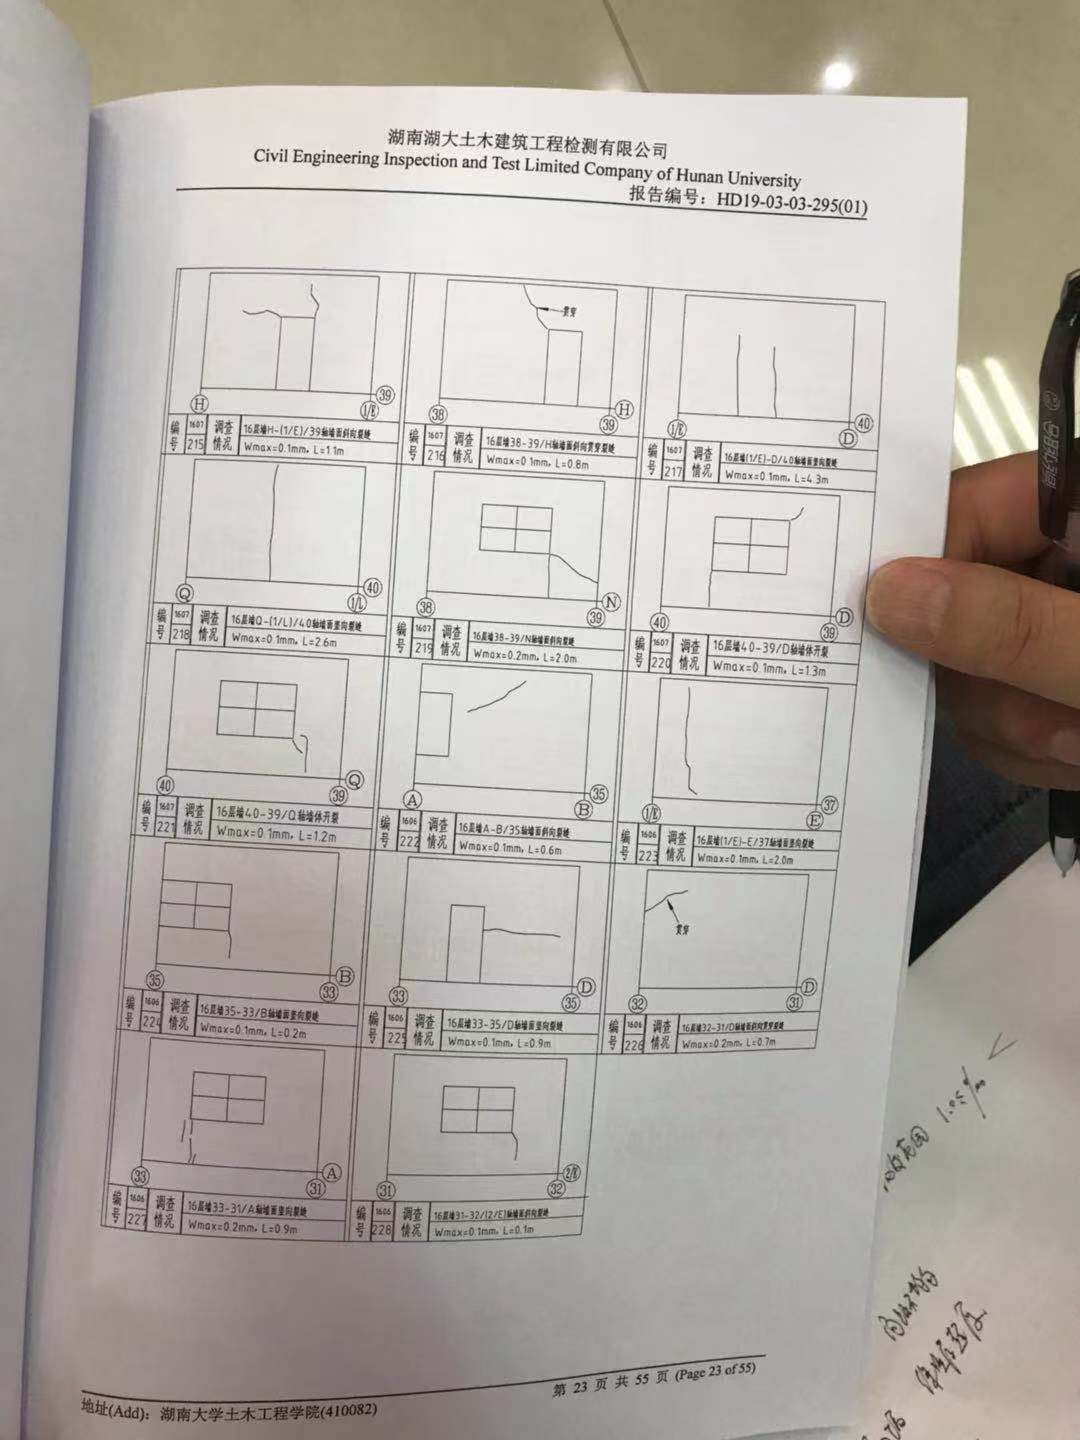 湖南湖大土木建筑工程检测有限公司
Civil Engineering Inspection and Test Limited Company of Hunan University
报告编号：HD19-03-03-295(01)
H
1/E
39
编号
1607
215
调查情况
16层墙H-(1/E)/39轴墙面斜向裂缝
Wmax=0.1mm, L=1.1m
贯穿
38
39
H
编号
1607
216
调查情况
16层墙38-39/H轴墙面斜向贯穿裂缝
Wmax=0.1mm, L=0.8m
1/E
D
40
编号
1607
217
调查情况
16层墙(1/E)-D/40轴墙面竖向裂缝
Wmax=0.1mm, L=4.3m
Q
1/L
40
编号
1607
218
调查情况
16层墙Q-(1/L)/40轴墙面竖向裂缝
Wmax=0.1mm, L=2.6m
38
39
N
编号
1607
219
调查情况
16层墙38-39/N轴墙面斜向裂缝
Wmax=0.2mm, L=2.0m
40
39
D
编号
1607
220
调查情况
16层墙40-39/D轴墙体开裂
Wmax=0.1mm, L=1.3m
40
39
Q
编号
1607
221
调查情况
16层墙40-39/Q轴墙体开裂
Wmax=0.1mm, L=1.2m
A
B
35
编号
1606
222
调查情况
16层墙A-B/35轴墙面斜向裂缝
Wmax=0.1mm, L=0.6m
1/E
E
37
编号
1606
223
调查情况
16层墙(1/E)-E/37轴墙面竖向裂缝
Wmax=0.1mm, L=2.0m
35
33
B
编号
1606
224
调查情况
16层墙35-33/B轴墙面竖向裂缝
Wmax=0.1mm, L=0.2m
33
35
D
编号
1606
225
调查情况
16层墙33-35/D轴墙面竖向裂缝
Wmax=0.1mm, L=0.9m
贯穿
32
31
D
编号
1606
226
调查情况
16层墙32-31/D轴墙面斜向贯穿裂缝
Wmax=0.2mm, L=0.7m
33
31
A
编号
1606
227
调查情况
16层墙33-31/A轴墙面竖向裂缝
Wmax=0.2mm, L=0.9m
31
32
2/E
编号
1606
228
调查情况
16层墙31-32/(2/E)轴墙面斜向裂缝
Wmax=0.1mm, L=0.1m
第 23 页 共 55 页 (Page 23 of 55)
地址(Add)：湖南大学土木工程学院(410082)